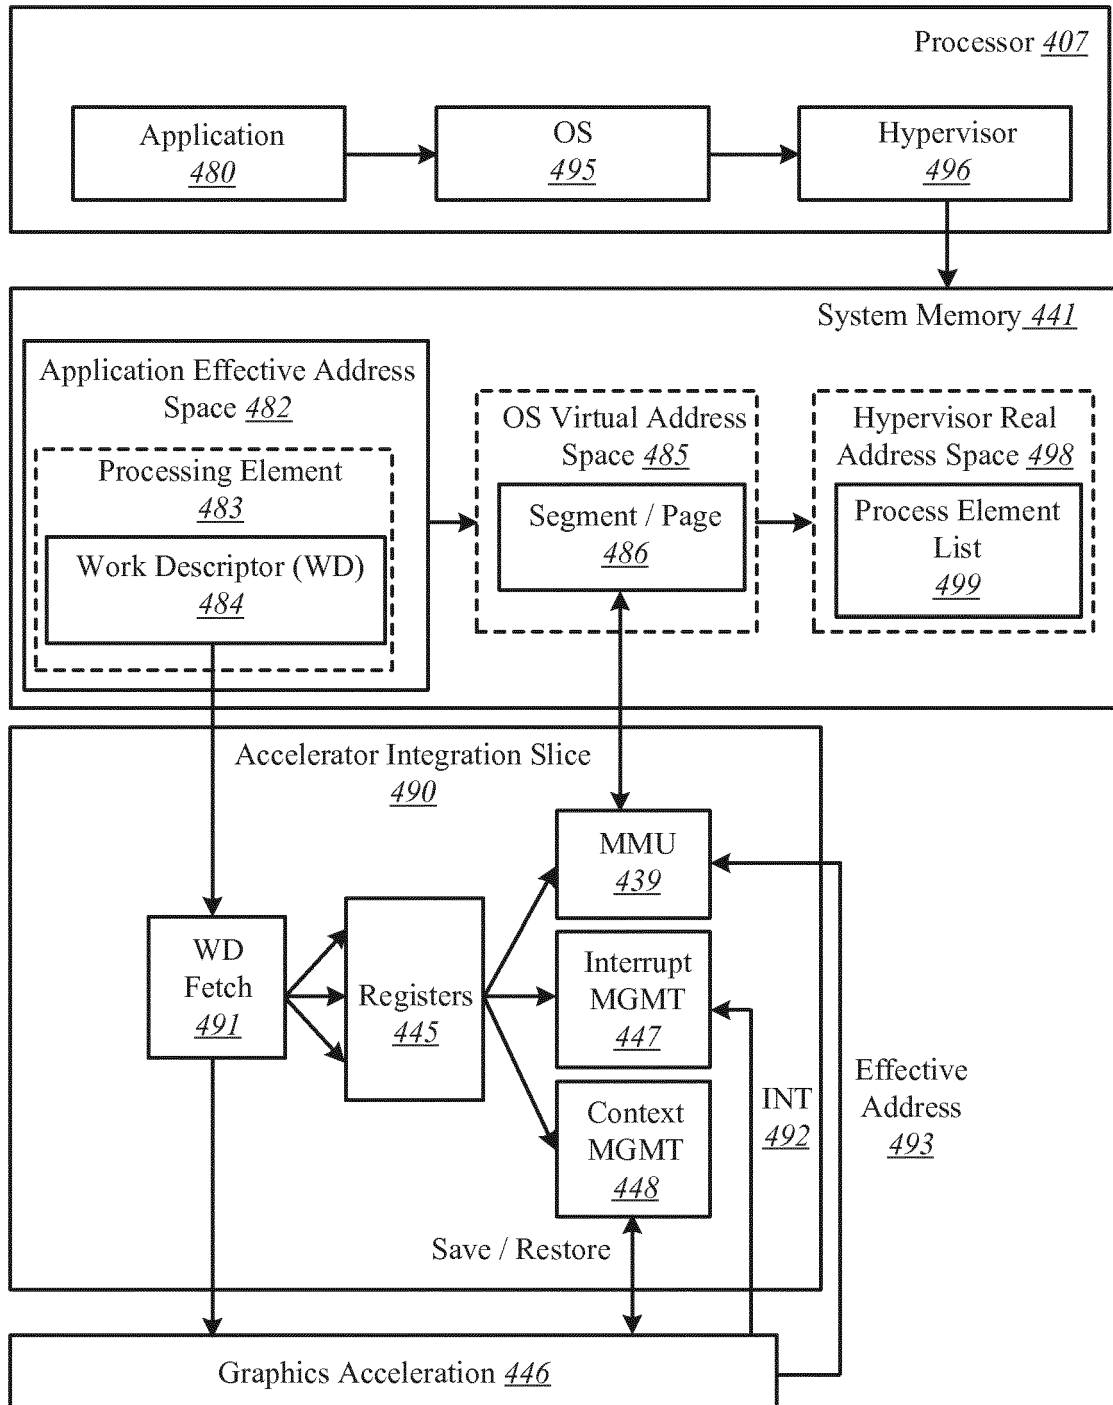 Processor 407
Application
480
OS
495
Hypervisor
496
System Memory 441
Application Effective Address
Space 482
Processing Element
483
Work Descriptor (WD)
484
OS Virtual Address
Space 485
Segment / Page
486
Hypervisor Real
Address Space 498
Process Element
List
499
Accelerator Integration Slice
490
WD
Fetch
491
Registers
445
MMU
439
Interrupt
MGMT
447
Context
MGMT
448
INT
492
Effective
Address
493
Save / Restore
Graphics Acceleration 446